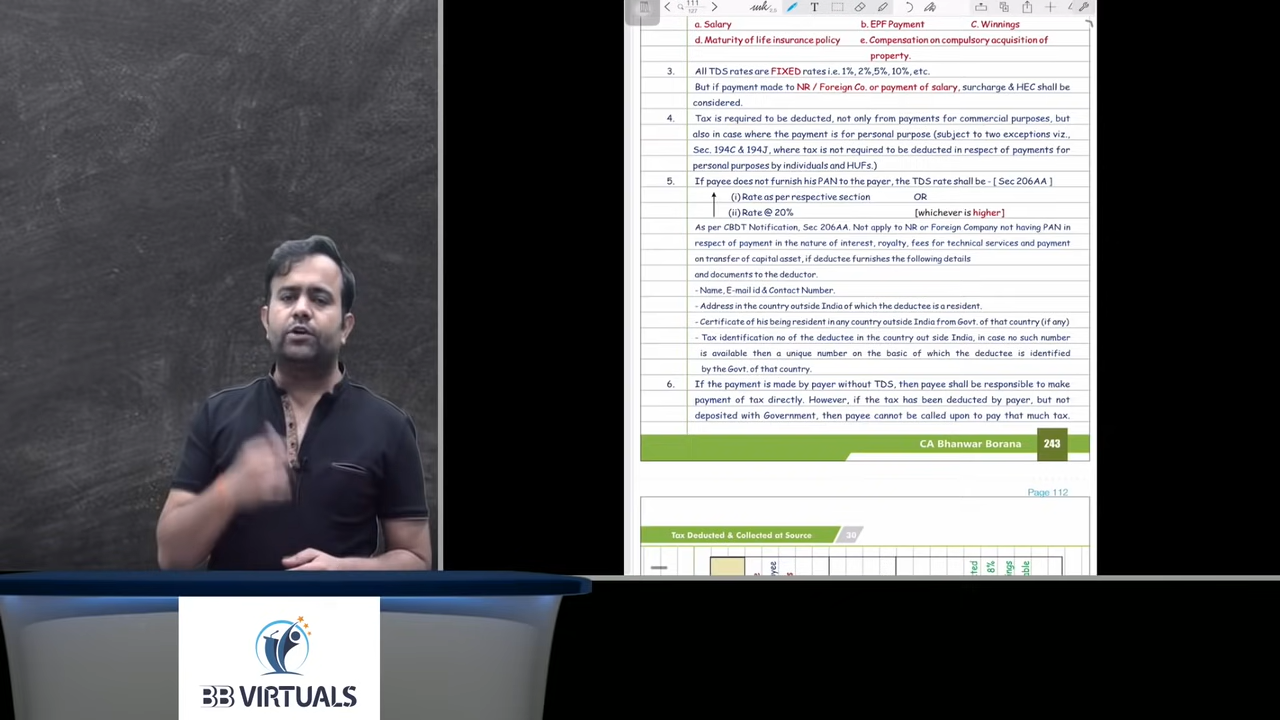 111
127
T
a. Salary b. EPF Payment C. Winnings
d. Maturity of life insurance policy e. Compensation on compulsory acquisition of
property.
3. All TDS rates are FIXED rates i.e. 1%, 2%,5%, 10%, etc.
But if payment made to NR / Foreign Co. or payment of salary, surcharge & HEC shall be
considered.
4. Tax is required to be deducted, not only from payments for commercial purposes, but
also in case where the payment is for personal purpose (subject to two exceptions viz.,
Sec. 194C & 194J, where tax is not required to be deducted in respect of payments for
personal purposes by individuals and HUFs.)
5. If payee does not furnish his PAN to the payer, the TDS rate shall be - [ Sec 206AA ]
(i) Rate as per respective section OR
(ii) Rate @ 20% [whichever is higher]
As per CBDT Notification, Sec 206AA. Not apply to NR or Foreign Company not having PAN in
respect of payment in the nature of interest, royalty, fees for technical services and payment
on transfer of capital asset, if deductee furnishes the following details
and documents to the deductor.
- Name, E-mail id & Contact Number.
- Address in the country outside India of which the deductee is a resident.
- Certificate of his being resident in any country outside India from Govt. of that country (if any)
- Tax identification no of the deductee in the country out side India, in case no such number
is available then a unique number on the basic of which the deductee is identified
by the Govt. of that country.
6. If the payment is made by payer without TDS, then payee shall be responsible to make
payment of tax directly. However, if the tax has been deducted by payer, but not
deposited with Government, then payee cannot be called upon to pay that much tax.
CA Bhanwar Borana 243
Page 112
Tax Deducted & Collected at Source 30
8%
BB VIRTUALS